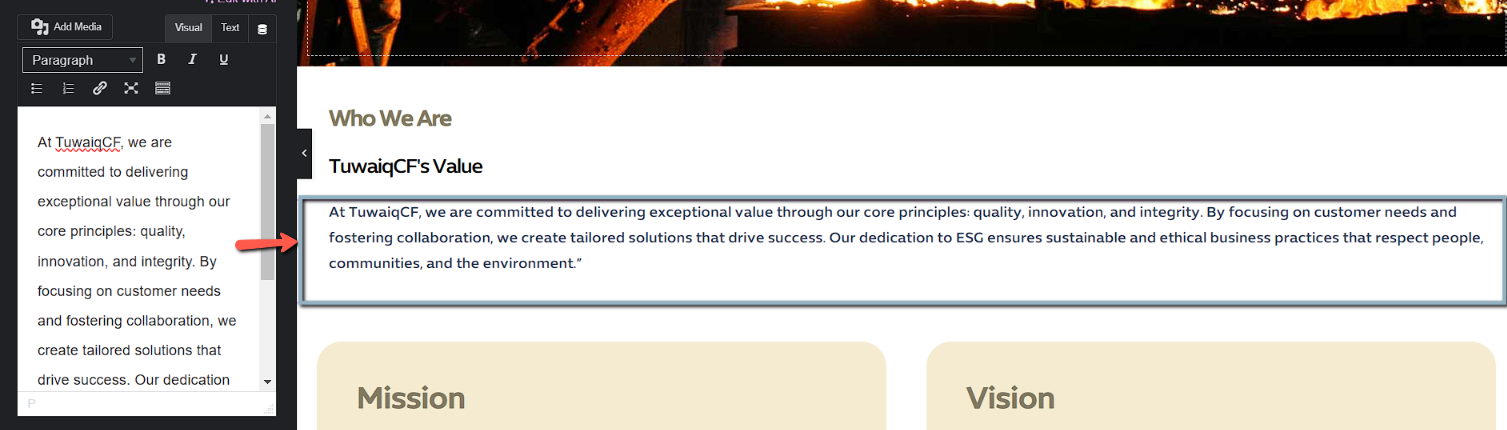 Edit with AI
Add Media
Visual
Text
Paragraph
B
I
U
At TuwaiqCF, we are
committed to delivering
exceptional value through our
core principles: quality,
innovation, and integrity. By
focusing on customer needs
and fostering collaboration, we
create tailored solutions that
drive success. Our dedication
P
Who We Are
TuwaiqCF's Value
At TuwaiqCF, we are committed to delivering exceptional value through our core principles: quality, innovation, and integrity. By focusing on customer needs and
fostering collaboration, we create tailored solutions that drive success. Our dedication to ESG ensures sustainable and ethical business practices that respect people,
communities, and the environment.”
Mission
Vision